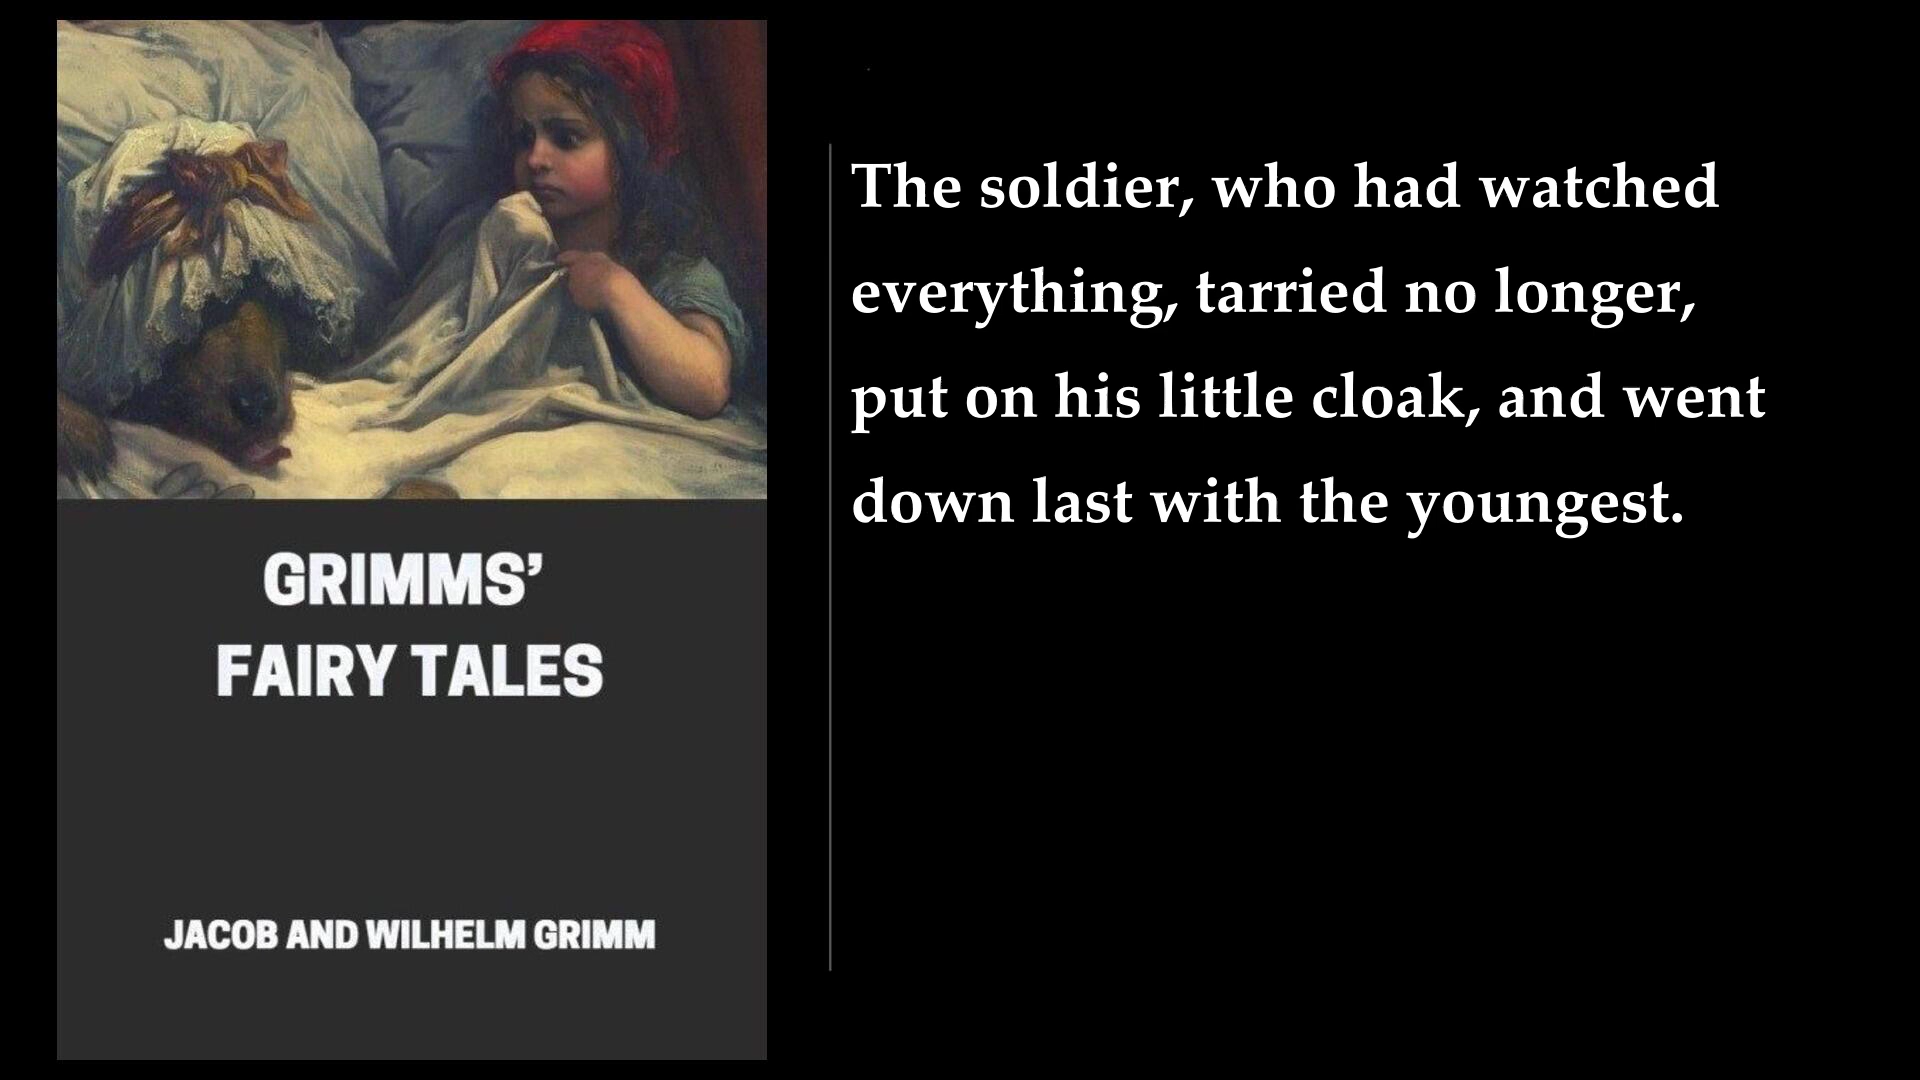 GRIMMS’
FAIRY TALES
JACOB AND WILHELM GRIMM
The soldier, who had watched
everything, tarried no longer,
put on his little cloak, and went
down last with the youngest.